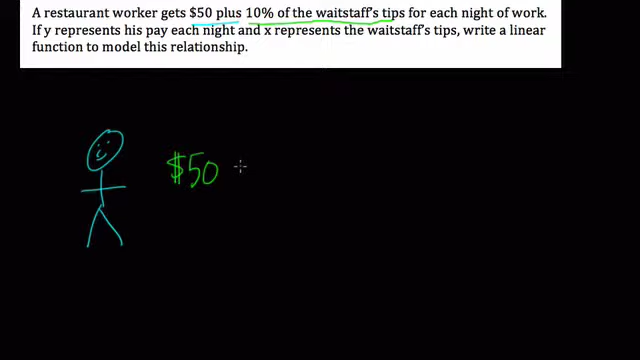 A restaurant worker gets $50 plus 10% of the waitstaff's tips for each night of work.
If y represents his pay each night and x represents the waitstaff's tips, write a linear
function to model this relationship.
$50